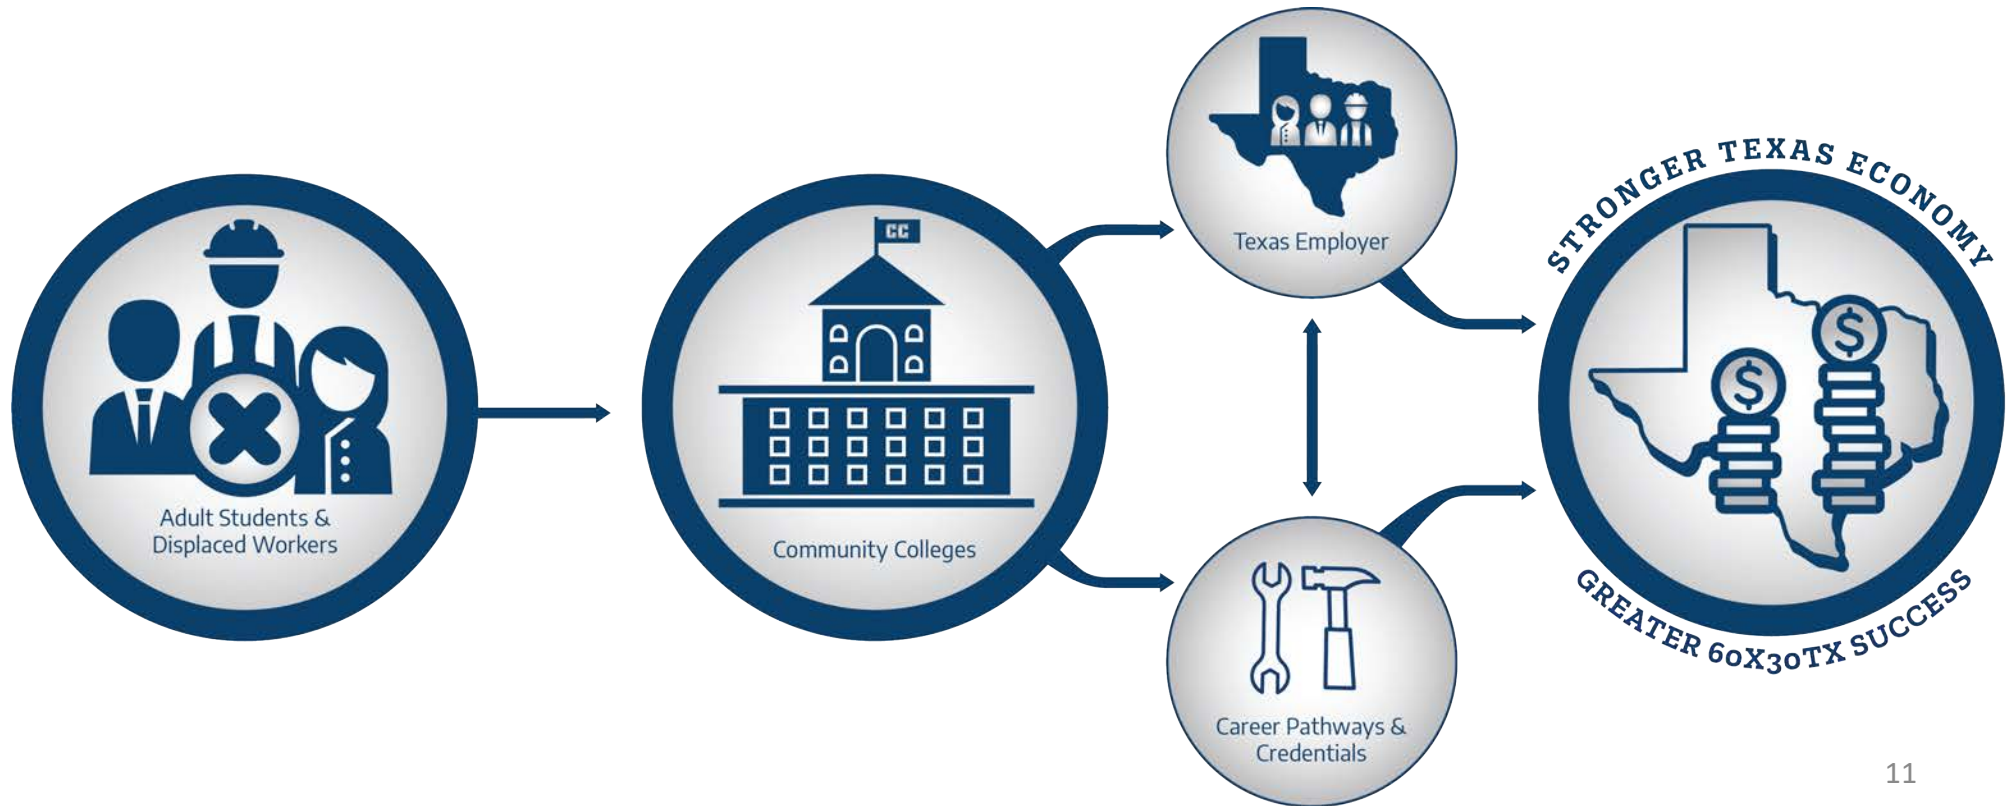 Adult Students &
Displaced Workers
CC
Community Colleges
Texas Employer
Career Pathways &
Credentials
STRONGER TEXAS ECONOMY
$
$
GREATER 60X30TX SUCCESS
11